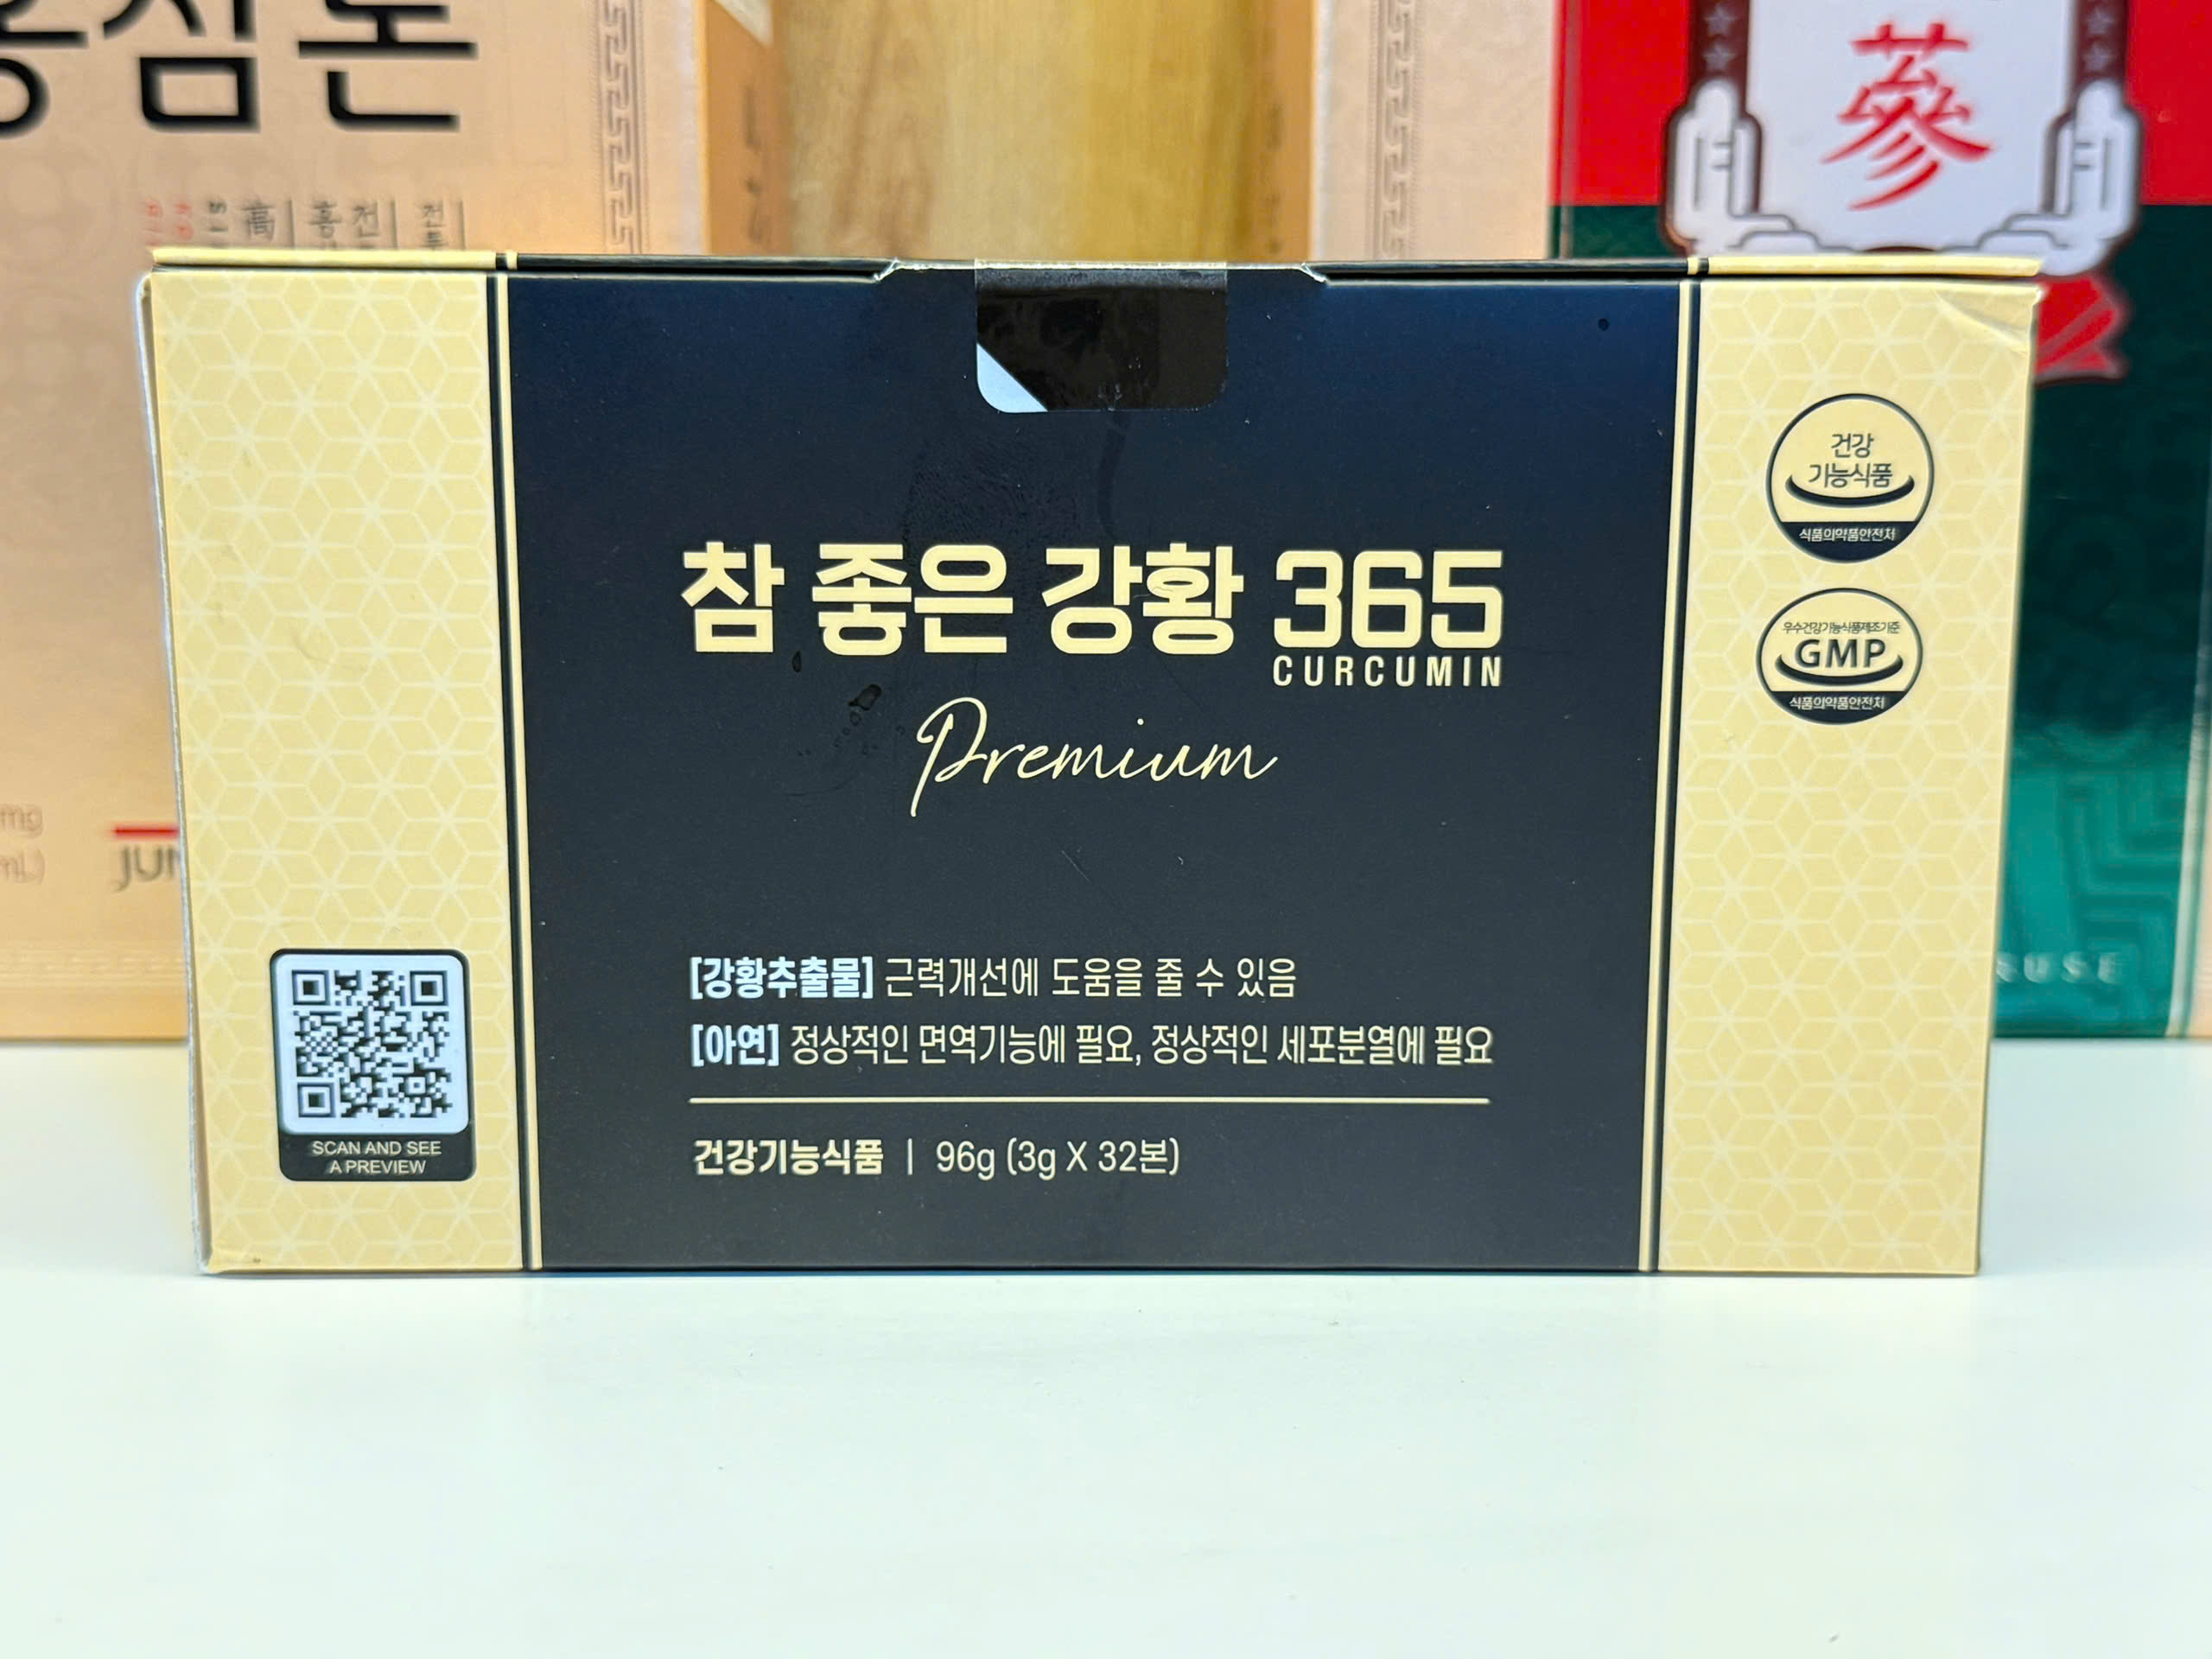 蔘
高
건강
기능식품
식품의약품안전처
우수건강기능식품제조기준
GMP
식품의약품안전처
참 좋은 강황 365
CURCUMIN
Premium
[강황추출물] 근력개선에 도움을 줄 수 있음
[아연] 정상적인 면역기능에 필요, 정상적인 세포분열에 필요
건강기능식품 | 96g (3g X 32본)
SCAN AND SEE
A PREVIEW